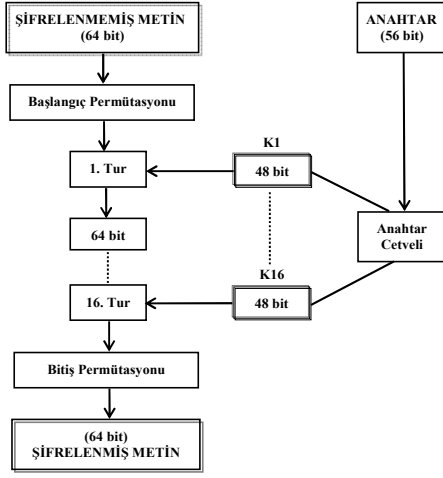 ŞİFRELENMEMİŞ METİN
(64 bit)
ANAHTAR
(56 bit)
Başlangıç Permütasyonu
K1
1. Tur
48 bit
64 bit
Anahtar
Cetveli
K16
16. Tur
48 bit
Bitiş Permütasyonu
(64 bit)
ŞİFRELENMİŞ METİN